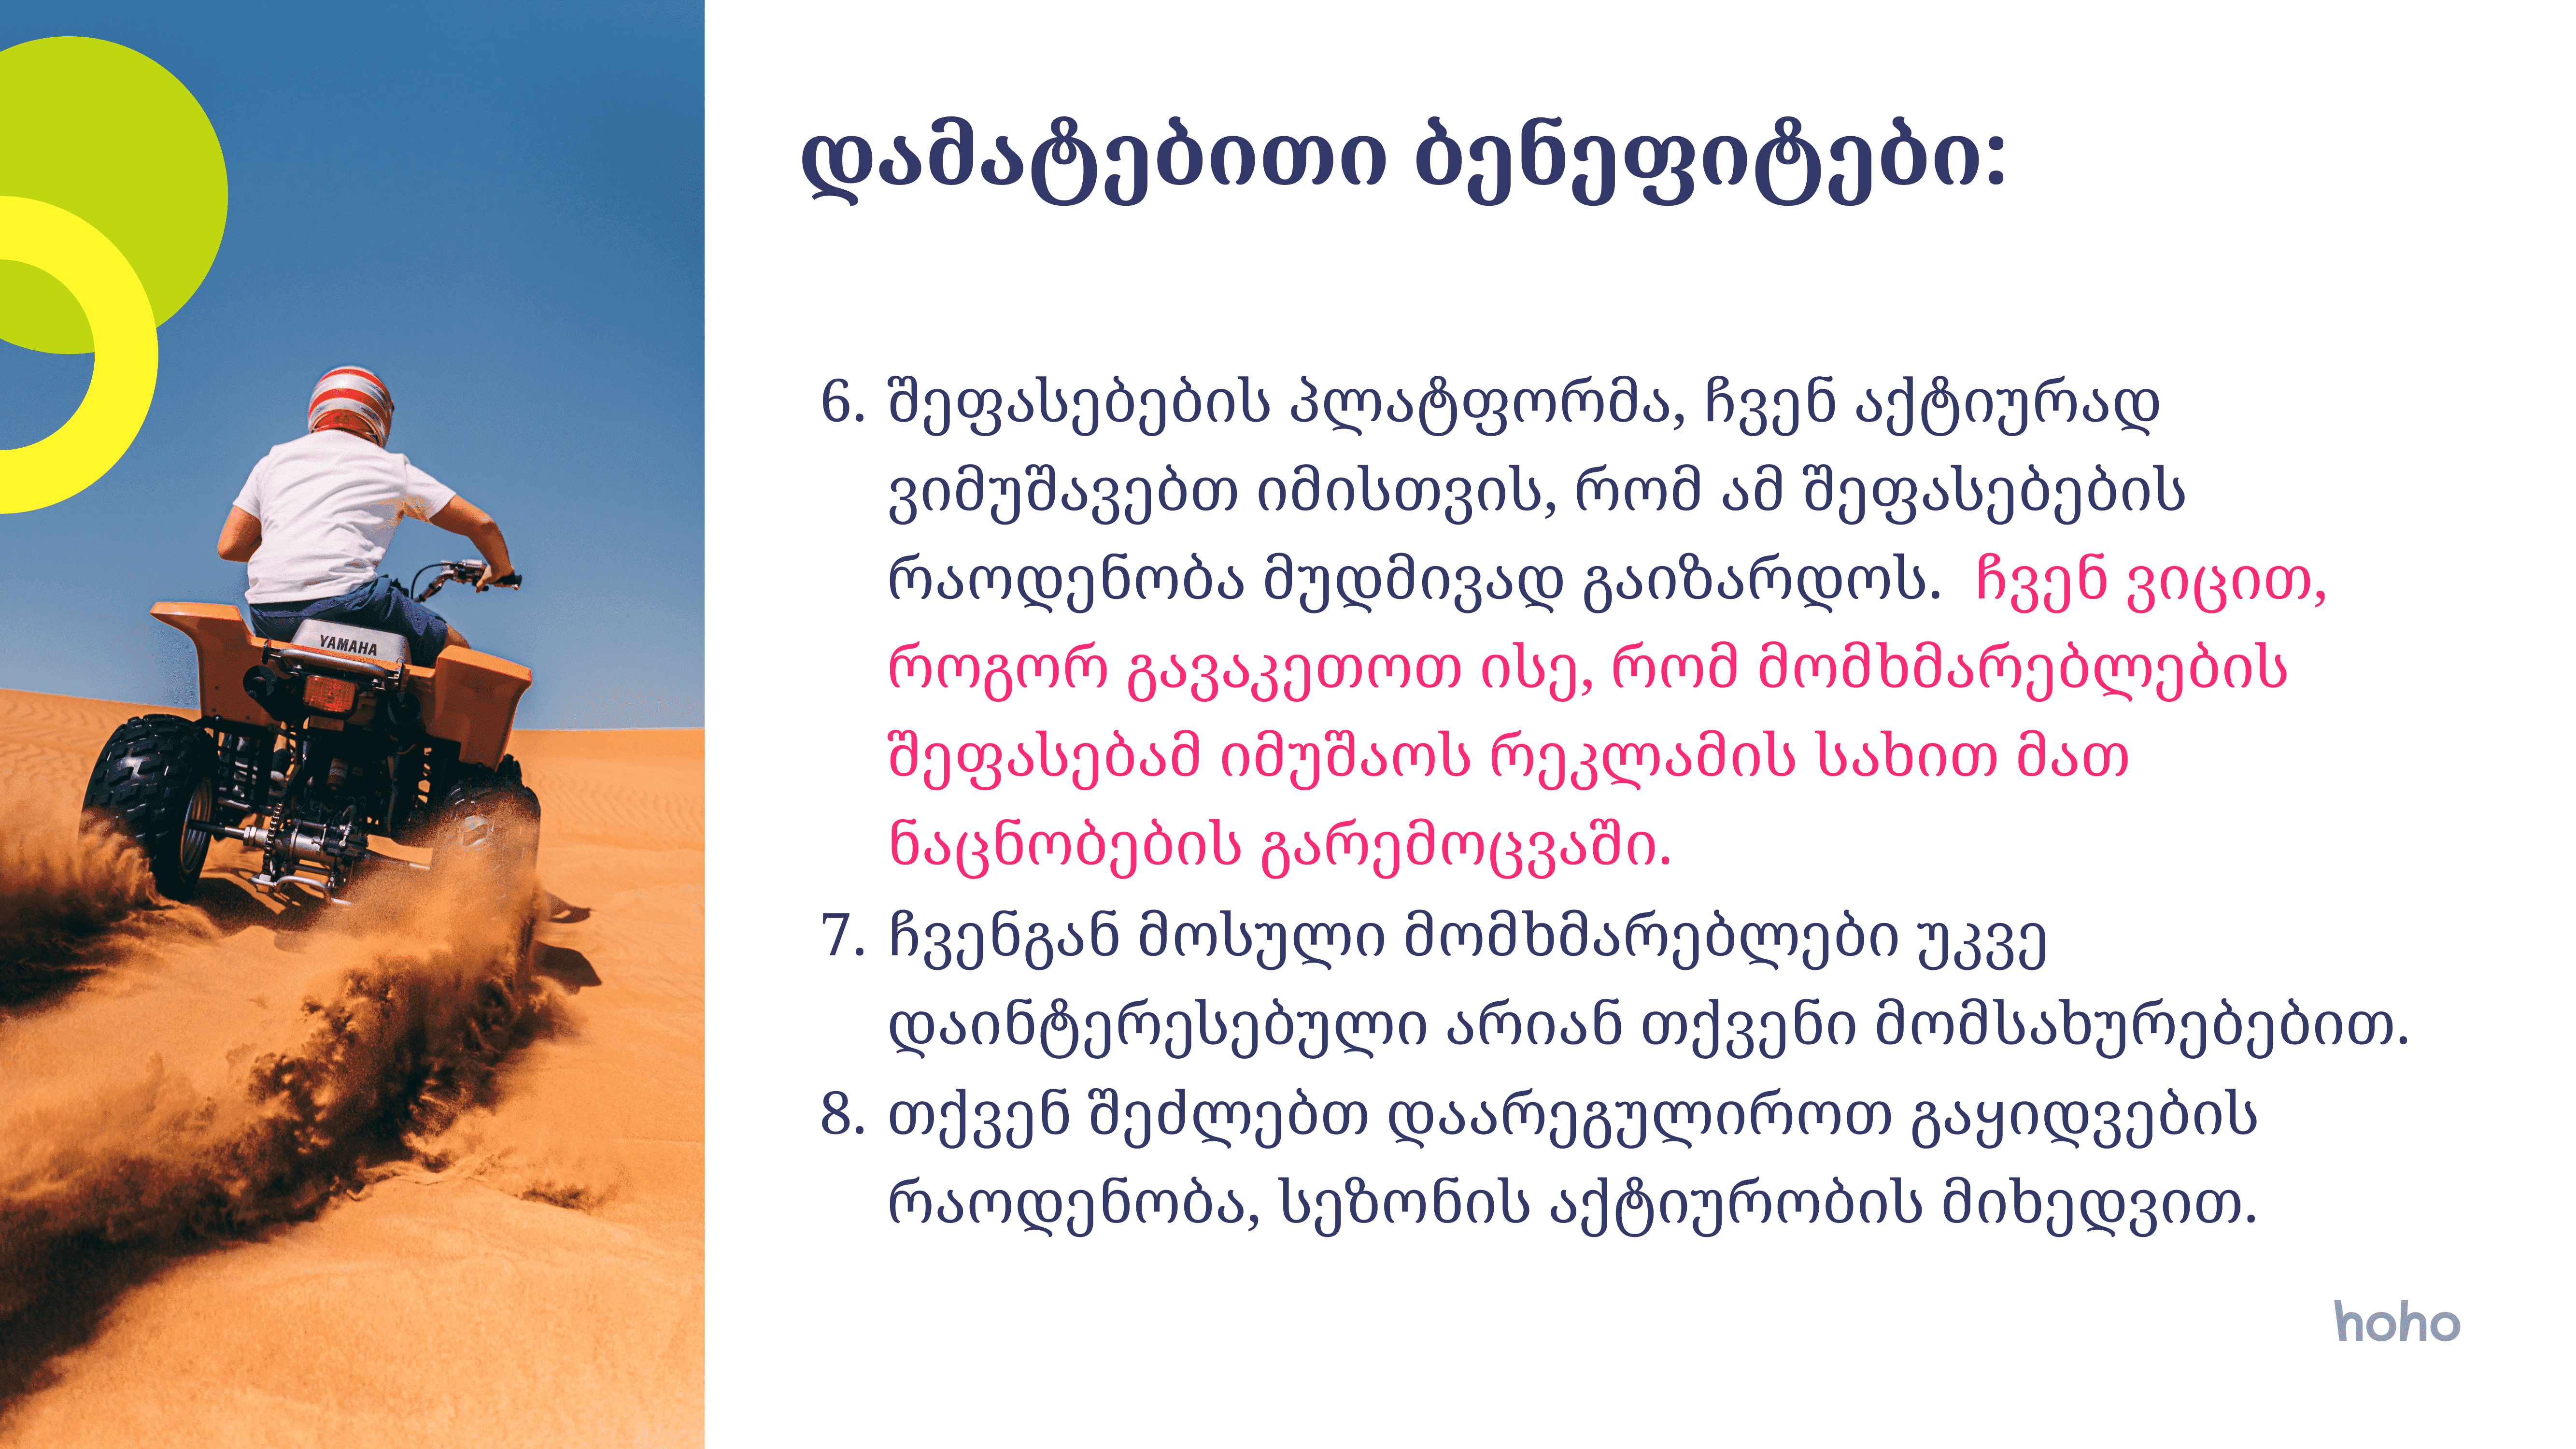 დამატებითი ბენეფიტები:
6. შეფასებების პლატფორმა, ჩვენ აქტიურად
ვიმუშავებთ იმისთვის, რომ ამ შეფასებების
რაოდენობა მუდმივად გაიზარდოს. ჩვენ ვიცით,
როგორ გავაკეთოთ ისე, რომ მომხმარებლების
შეფასებამ იმუშაოს რეკლამის სახით მათ
ნაცნობების გარემოცვაში.
7. ჩვენგან მოსული მომხმარებლები უკვე
დაინტერესებული არიან თქვენი მომსახურებებით.
8. თქვენ შეძლებთ დაარეგულიროთ გაყიდვების
რაოდენობა, სეზონის აქტიურობის მიხედვით.
YAMAHA
hoho